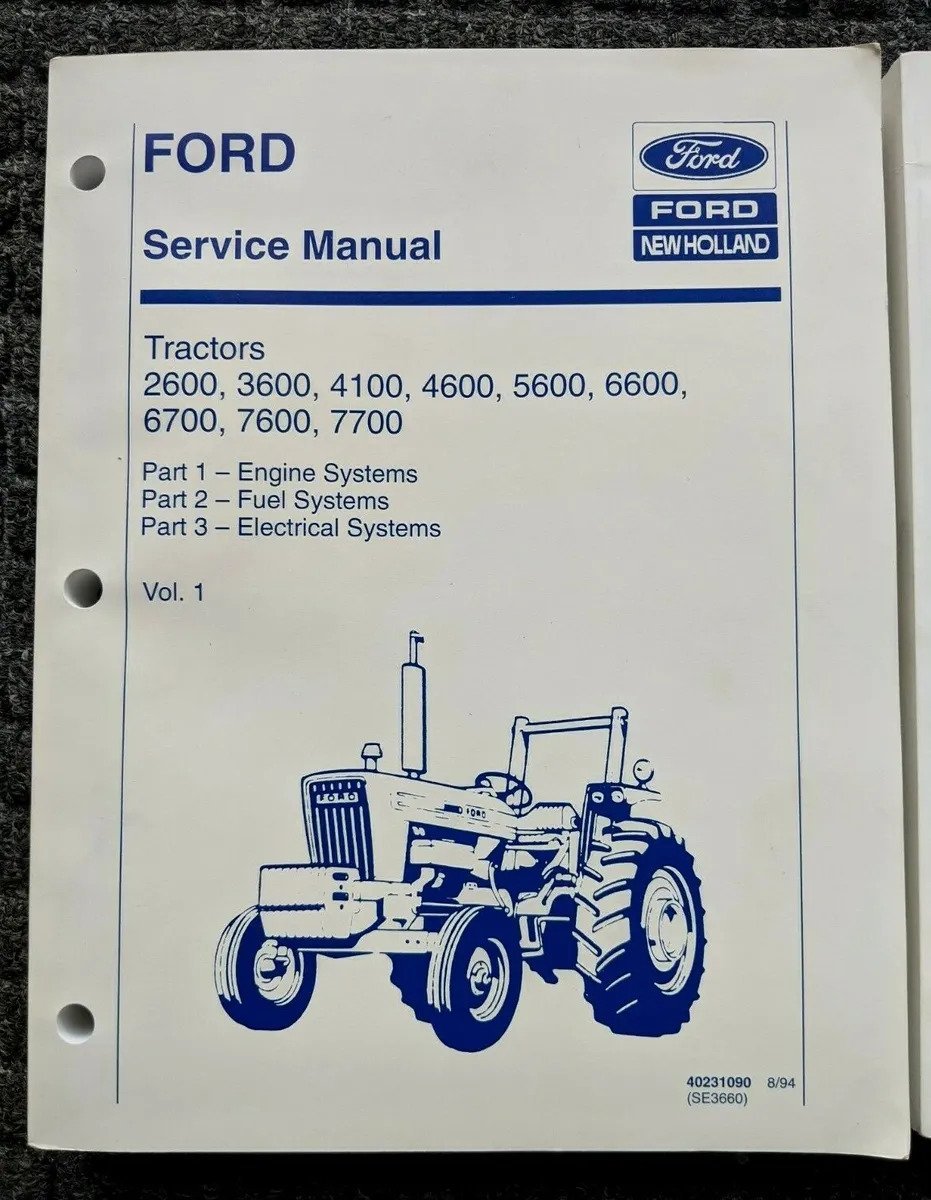 FORD
Service Manual
Ford
FORD
NEW HOLLAND
Tractors
2600, 3600, 4100, 4600, 5600, 6600,
6700, 7600, 7700
Part 1 – Engine Systems
Part 2 – Fuel Systems
Part 3 – Electrical Systems
Vol. 1
FORD
FORD
40231090 8/94
(SE3660)